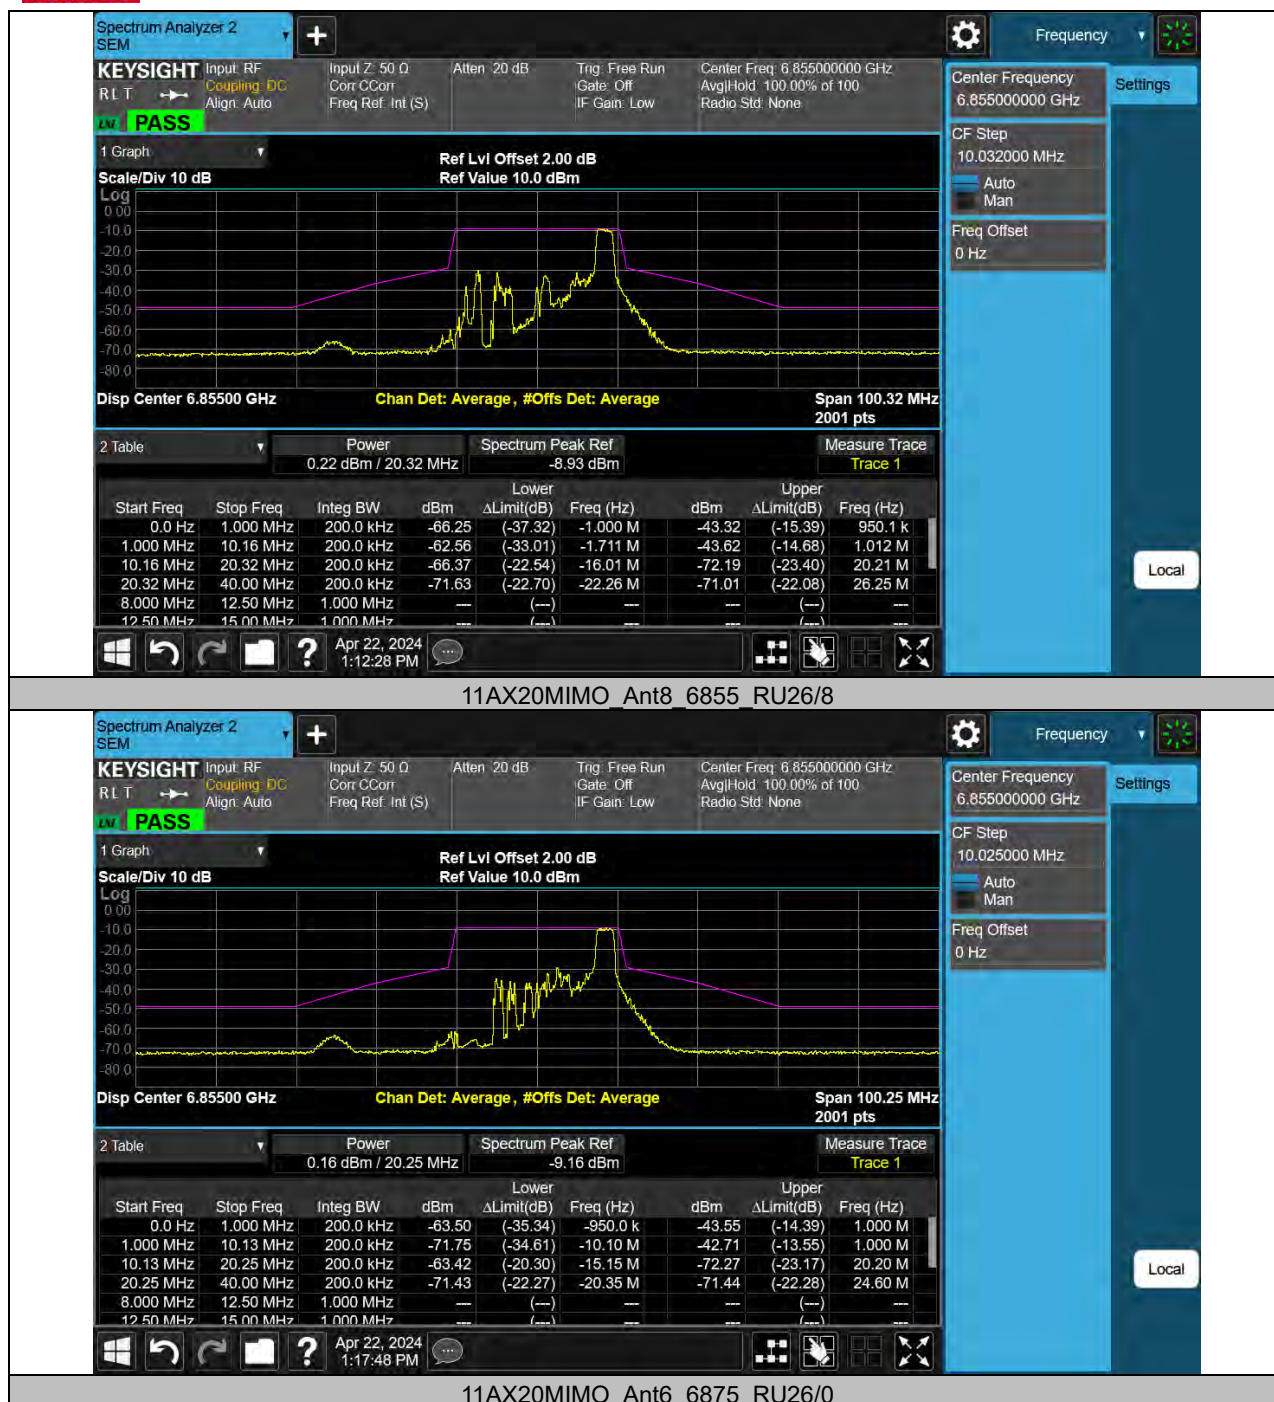 Spectrum Analyzer 2
SEM
Frequency
KEYSIGHT
RLT
PASS
Input: RF
Coupling: DC
Align: Auto
Input Z: 50 Ω
Corr CCorr
Freq Ref: Int (S)
Atten: 20 dB
Trig: Free Run
Gate: Off
IF Gain: Low
Center Freq: 6.855000000 GHz
Avg|Hold: 100.00% of 100
Radio Std: None
Center Frequency
6.855000000 GHz
Settings
CF Step
10.032000 MHz
Auto
Man
Freq Offset
0 Hz
1 Graph
Scale/Div 10 dB
Ref Lvl Offset 2.00 dB
Ref Value 10.0 dBm
Log
0.00
-10.0
-20.0
-30.0
-40.0
-50.0
-60.0
-70.0
-80.0
Disp Center 6.85500 GHz
Chan Det: Average, #Offs Det: Average
Span 100.32 MHz
2001 pts
2 Table
Power
0.22 dBm / 20.32 MHz
Spectrum Peak Ref
-8.93 dBm
Measure Trace
Trace 1
Lower Upper
Start Freq Stop Freq Integ BW dBm ΔLimit(dB) Freq (Hz) dBm ΔLimit(dB) Freq (Hz)
0.0 Hz 1.000 MHz 200.0 kHz -66.25 (-37.32) -1.000 M -43.32 (-15.39) 950.1 k
1.000 MHz 10.16 MHz 200.0 kHz -62.56 (-33.01) -1.711 M -43.62 (-14.68) 1.012 M
10.16 MHz 20.32 MHz 200.0 kHz -66.37 (-22.54) -16.01 M -72.19 (-23.40) 20.21 M
20.32 MHz 40.00 MHz 200.0 kHz -71.63 (-22.70) -22.26 M -71.01 (-22.08) 26.25 M
8.000 MHz 12.50 MHz 1.000 MHz --- (---) --- --- (---) ---
12.50 MHz 15.00 MHz 1.000 MHz --- (---) --- --- (---) ---
Local
Apr 22, 2024
1:12:28 PM
11AX20MIMO_Ant8_6855_RU26/8
Spectrum Analyzer 2
SEM
Frequency
KEYSIGHT
RLT
PASS
Input: RF
Coupling: DC
Align: Auto
Input Z: 50 Ω
Corr CCorr
Freq Ref: Int (S)
Atten: 20 dB
Trig: Free Run
Gate: Off
IF Gain: Low
Center Freq: 6.855000000 GHz
Avg|Hold: 100.00% of 100
Radio Std: None
Center Frequency
6.855000000 GHz
Settings
CF Step
10.025000 MHz
Auto
Man
Freq Offset
0 Hz
1 Graph
Scale/Div 10 dB
Ref Lvl Offset 2.00 dB
Ref Value 10.0 dBm
Log
0.00
-10.0
-20.0
-30.0
-40.0
-50.0
-60.0
-70.0
-80.0
Disp Center 6.85500 GHz
Chan Det: Average, #Offs Det: Average
Span 100.25 MHz
2001 pts
2 Table
Power
0.16 dBm / 20.25 MHz
Spectrum Peak Ref
-9.16 dBm
Measure Trace
Trace 1
Lower Upper
Start Freq Stop Freq Integ BW dBm ΔLimit(dB) Freq (Hz) dBm ΔLimit(dB) Freq (Hz)
0.0 Hz 1.000 MHz 200.0 kHz -63.50 (-35.34) -950.0 k -43.55 (-14.39) 1.000 M
1.000 MHz 10.13 MHz 200.0 kHz -71.75 (-34.61) -10.10 M -42.71 (-13.55) 1.000 M
10.13 MHz 20.25 MHz 200.0 kHz -63.42 (-20.30) -15.15 M -72.27 (-23.17) 20.20 M
20.25 MHz 40.00 MHz 200.0 kHz -71.43 (-22.27) -20.35 M -71.44 (-22.28) 24.60 M
8.000 MHz 12.50 MHz 1.000 MHz --- (---) --- --- (---) ---
12.50 MHz 15.00 MHz 1.000 MHz --- (---) --- --- (---) ---
Local
Apr 22, 2024
1:17:48 PM
11AX20MIMO_Ant6_6875_RU26/0